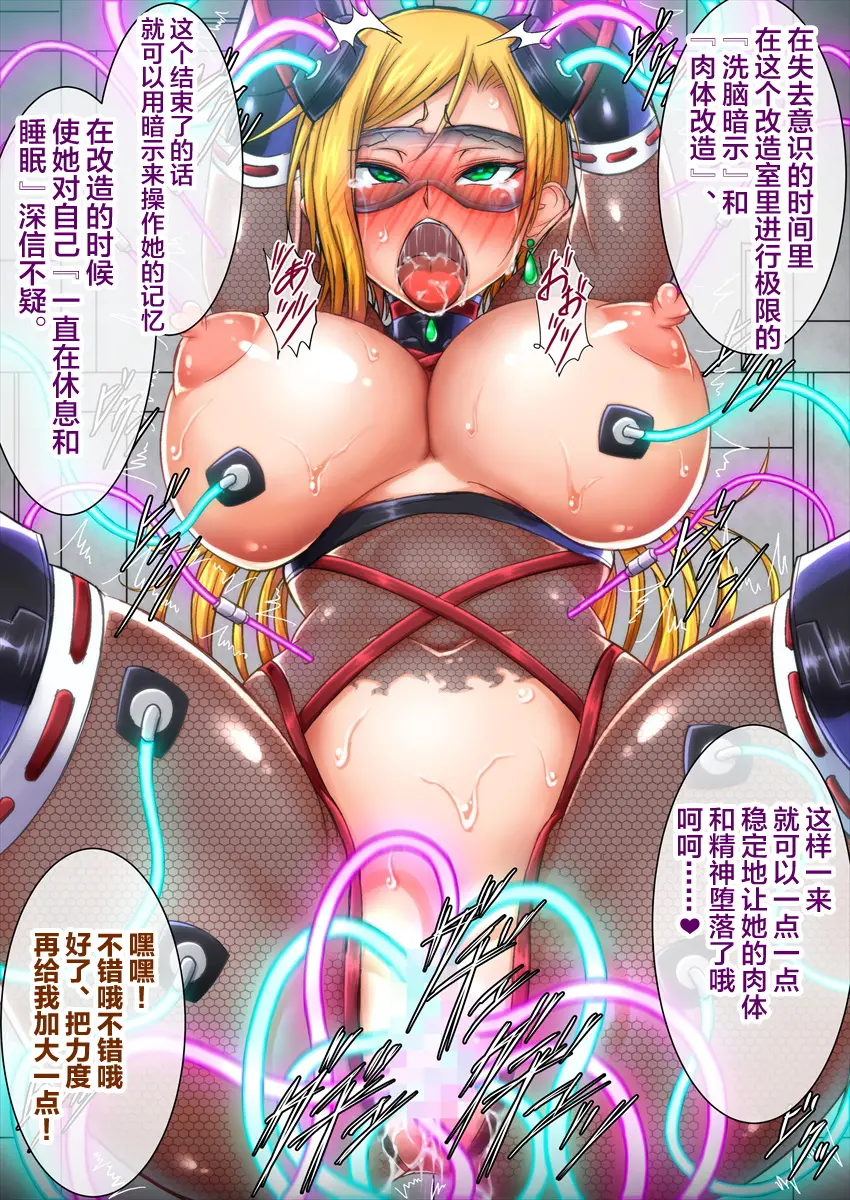 在失去意识的时间里
在这个改造室里进行极限的
『洗脑暗示』和
『肉体改造』、
这个结束了的话
就可以用暗示来操作她的记忆
在改造的时候
使她对自己『一直在休息和
睡眠』深信不疑。
あぁ゛ッ
おぉ゛ッ
这样一来
就可以一点一点
稳定地让她的肉体
和精神堕落了哦
呵呵……♥
嘿嘿！
不错哦不错哦
好了、把力度
再给我加大一点！